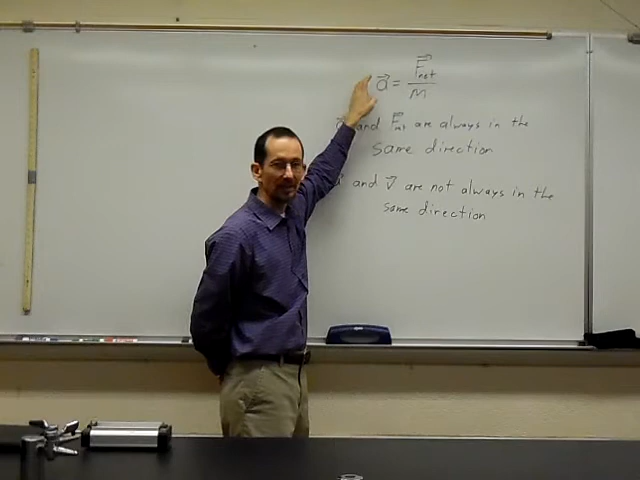 a⃗ = F⃗net / m
and F⃗net are always in the
same direction
and v⃗ are not always in the
same direction